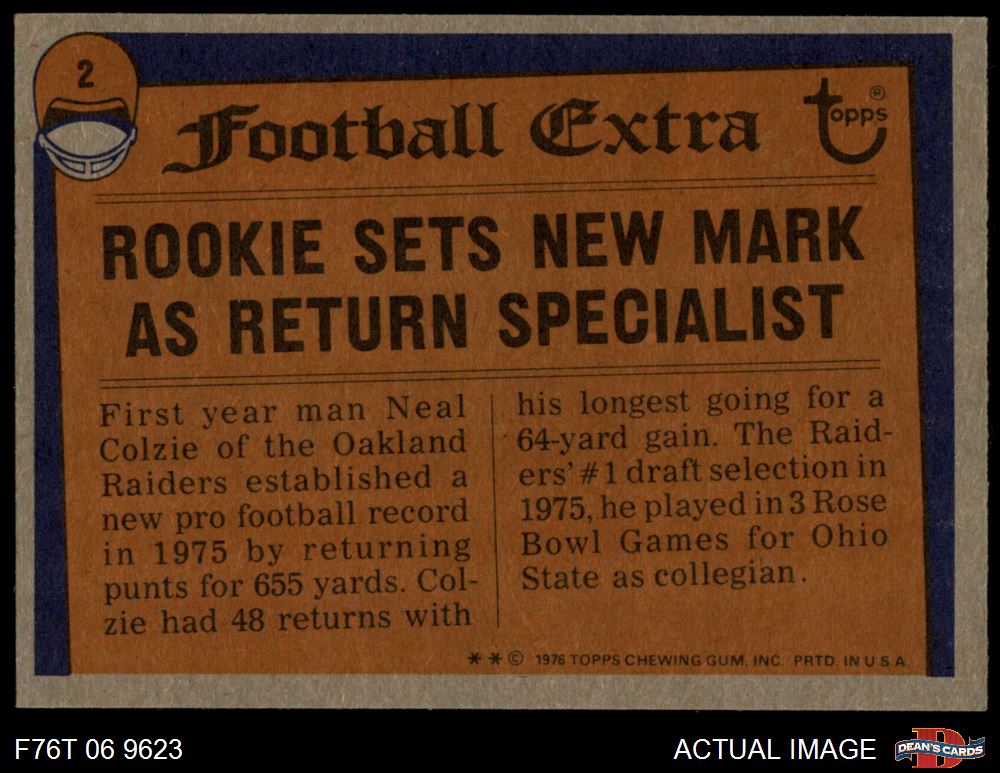 2
Football Extra
topps ®
ROOKIE SETS NEW MARK
AS RETURN SPECIALIST
First year man Neal
Colzie of the Oakland
Raiders established a
new pro football record
in 1975 by returning
punts for 655 yards. Col-
zie had 48 returns with
his longest going for a
64-yard gain. The Raid-
ers' #1 draft selection in
1975, he played in 3 Rose
Bowl Games for Ohio
State as collegian.
* * © 1976 TOPPS CHEWING GUM, INC. PRTD. IN U.S.A.
F76T 06 9623
ACTUAL IMAGE
D
DEAN'S CARDS